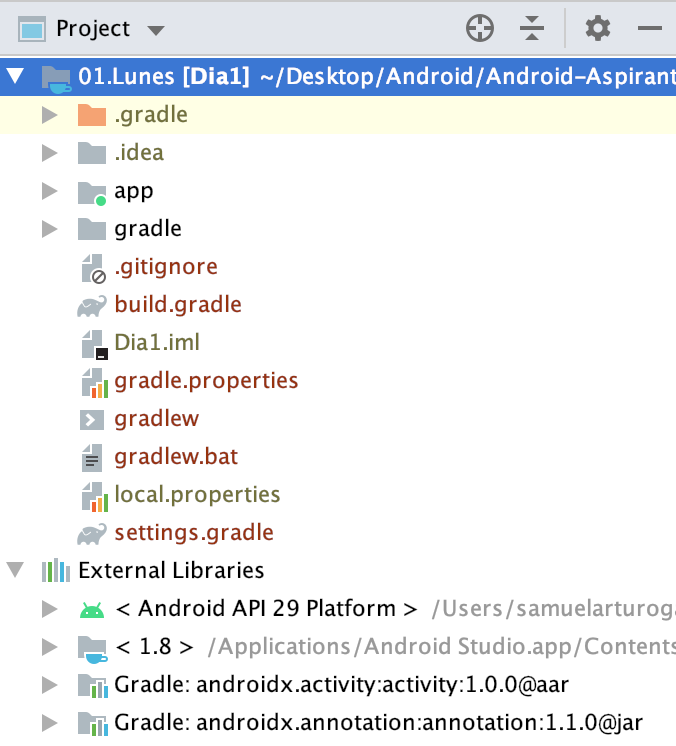 Project
01.Lunes [Dia1] ~/Desktop/Android/Android-Aspirant
.gradle
.idea
app
gradle
.gitignore
build.gradle
Dia1.iml
gradle.properties
gradlew
gradlew.bat
local.properties
settings.gradle
External Libraries
< Android API 29 Platform > /Users/samuelarturoga
< 1.8 > /Applications/Android Studio.app/Contents
Gradle: androidx.activity:activity:1.0.0@aar
Gradle: androidx.annotation:annotation:1.1.0@jar